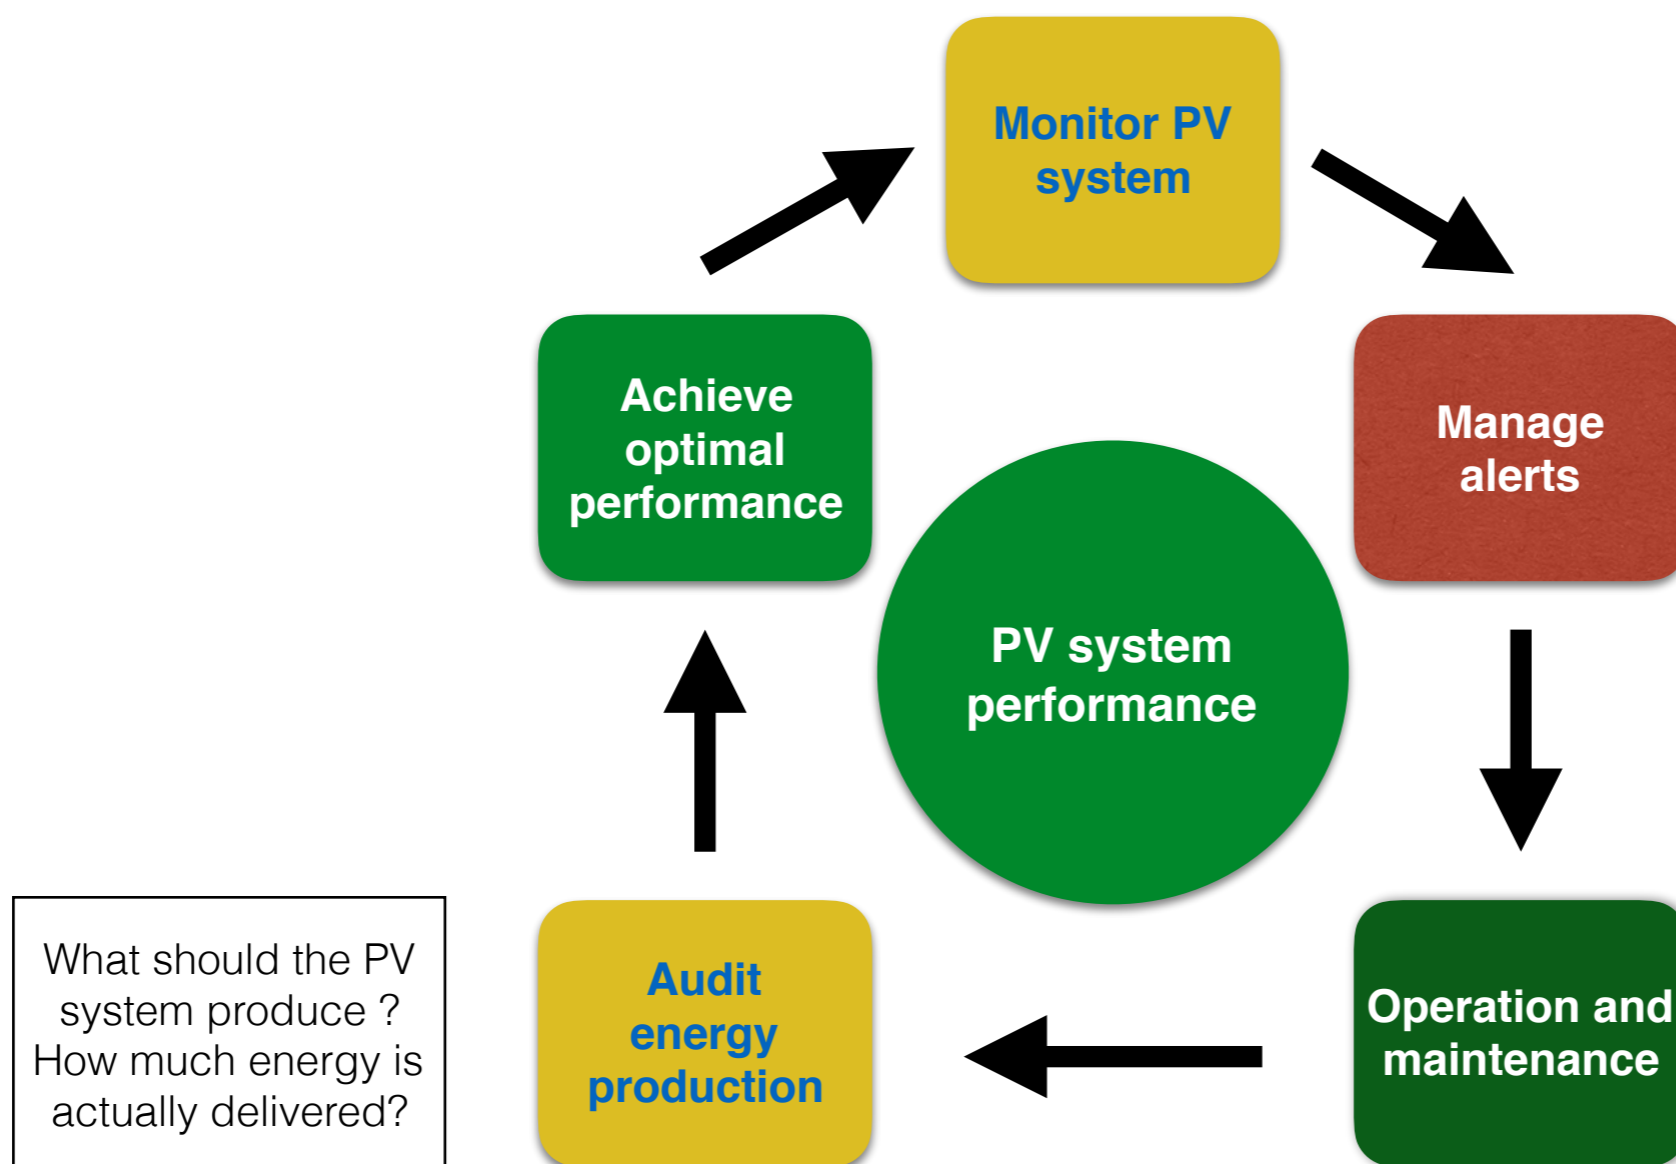 Monitor PV
system
Manage
alerts
Operation and
maintenance
Audit
energy
production
Achieve
optimal
performance
PV system
performance
What should the PV
system produce ?
How much energy is
actually delivered?